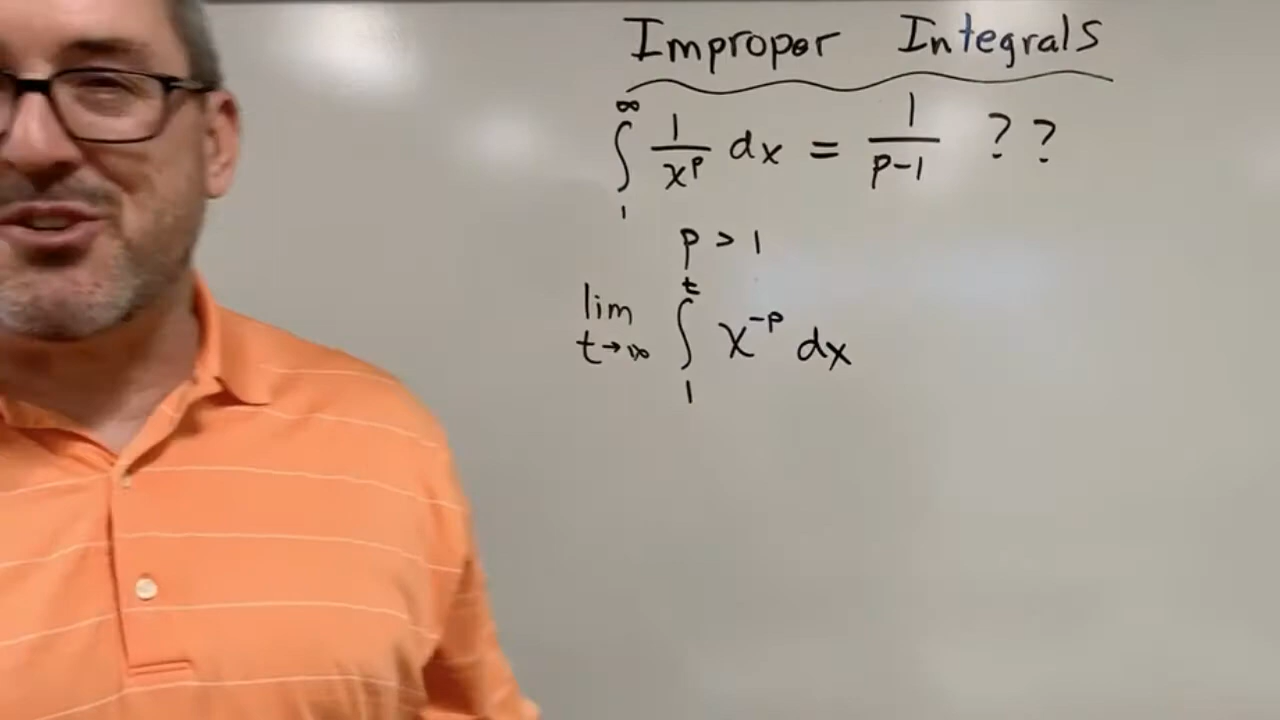 Improper Integrals
∫₁^∞ 1/x^p dx = 1/(p-1) ??
p > 1
lim t→∞ ∫₁^t x^-p dx